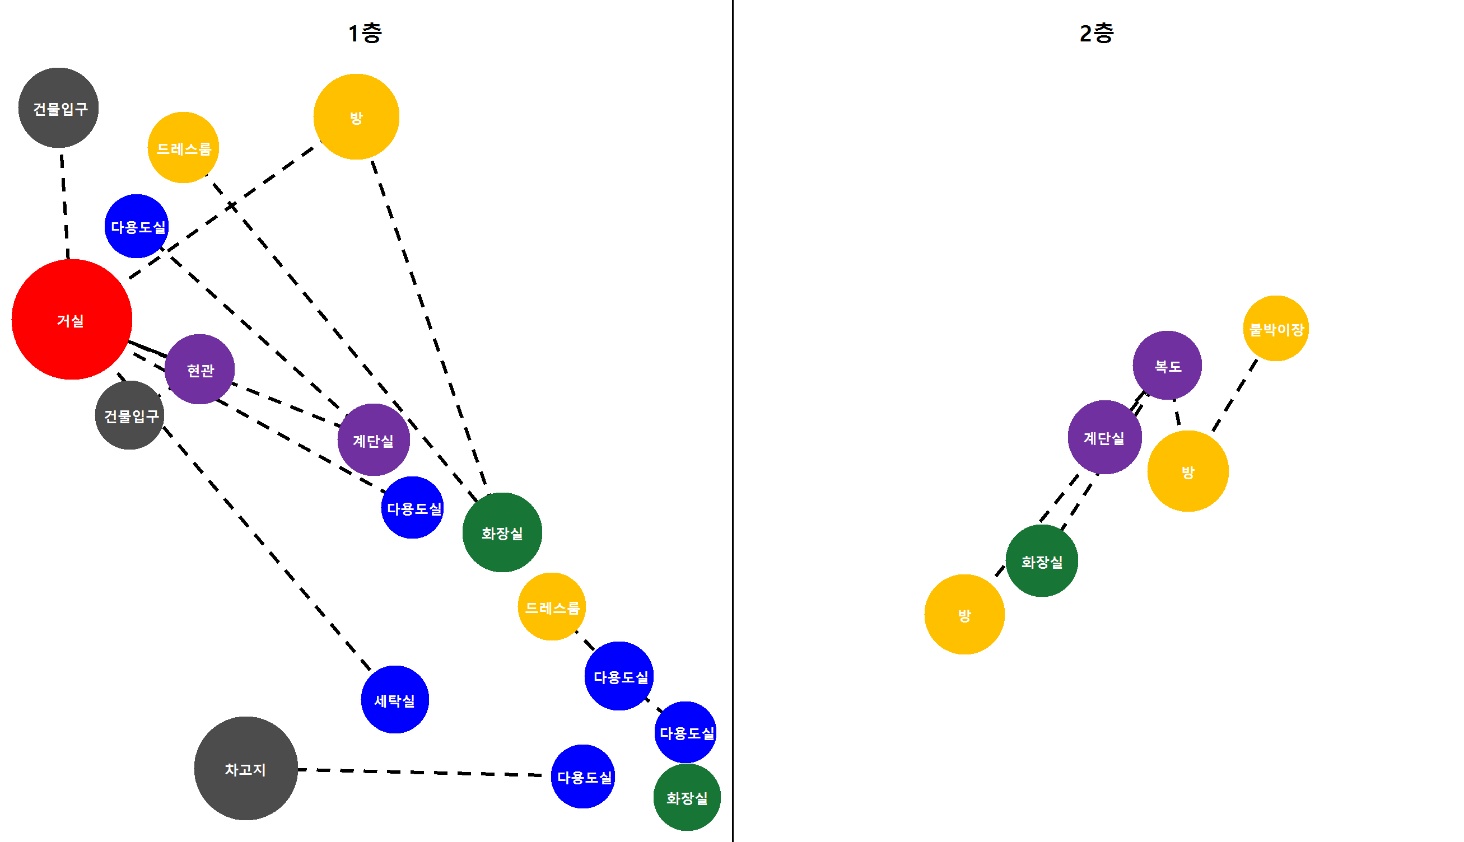 1층
건물입구
방
드레스룸
다용도실
거실
현관
건물입구
계단실
다용도실
화장실
드레스룸
다용도실
세탁실
다용도실
차고지
다용도실
화장실
2층
붙박이장
복도
계단실
방
화장실
방